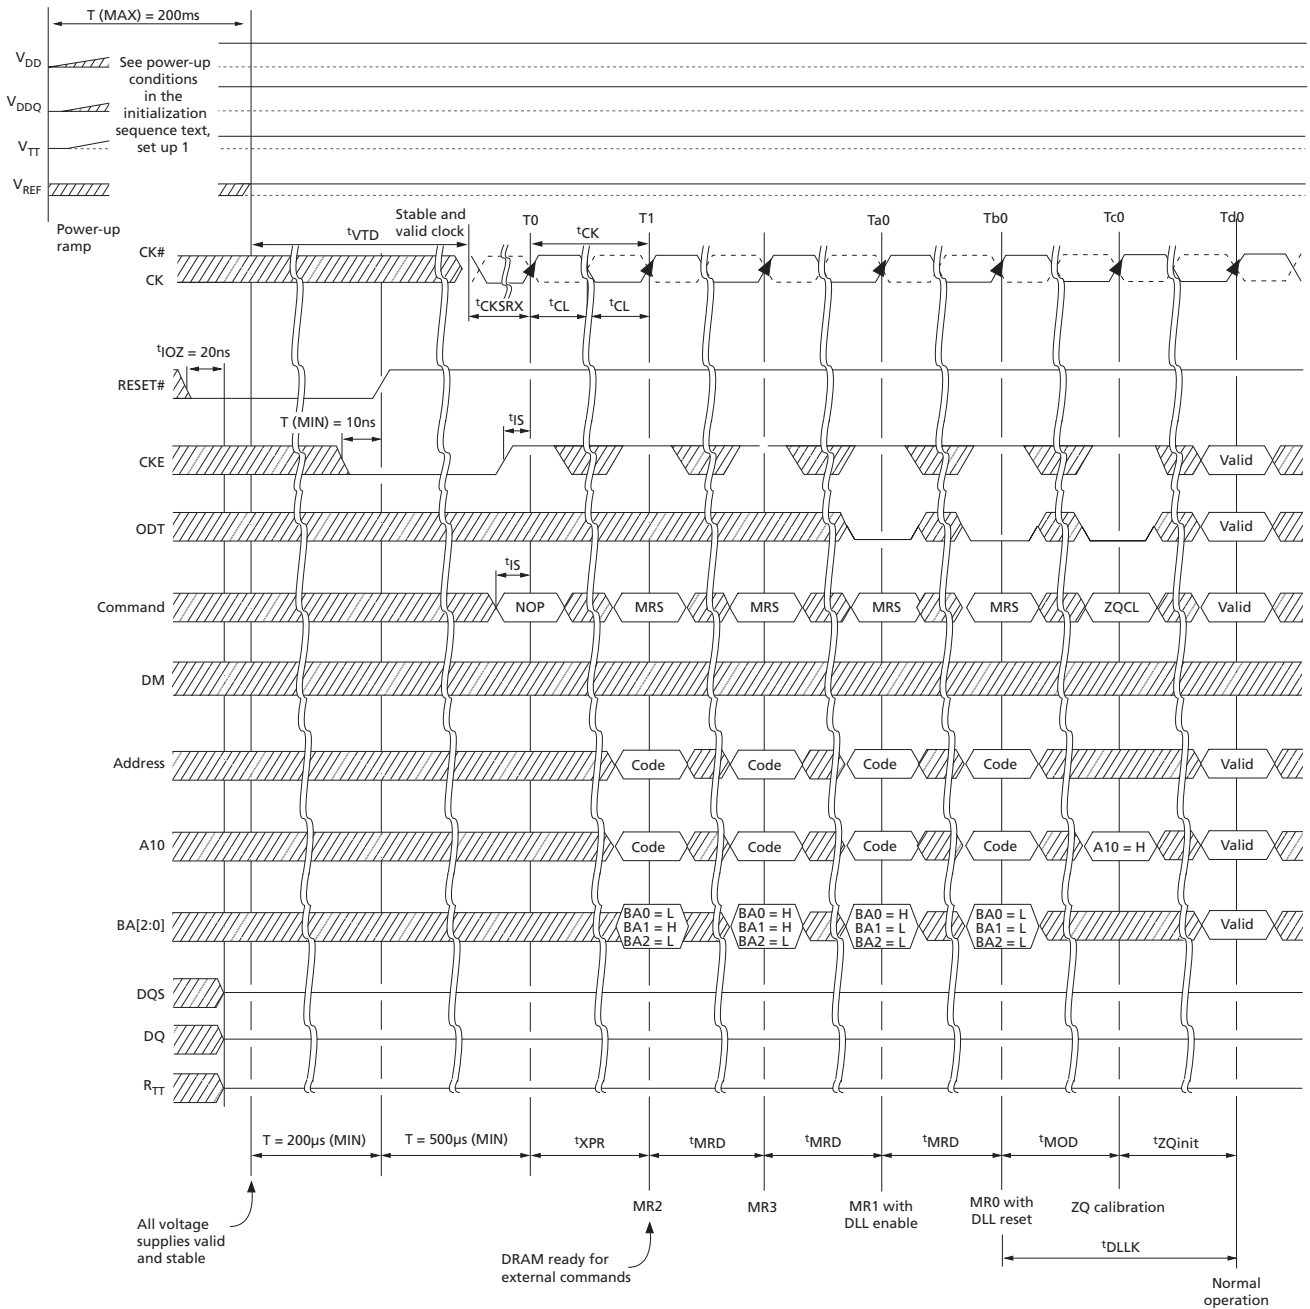 T (MAX) = 200ms
VDD
See power-up
conditions
in the
initialization
sequence text,
set up 1
VDDQ
VTT
VREF
Power-up
ramp
Stable and
valid clock
T0
T1
Ta0
Tb0
Tc0
Td0
tVTD
tCK
CK#
CK
tCKSRX
tCL
tCL
tIOZ = 20ns
RESET#
T (MIN) = 10ns
tIS
CKE
Valid
ODT
Valid
tIS
Command
NOP
MRS
MRS
MRS
MRS
ZQCL
Valid
DM
Address
Code
Code
Code
Code
Valid
A10
Code
Code
Code
Code
A10 = H
Valid
BA[2:0]
BA0 = L
BA1 = H
BA2 = L
BA0 = H
BA1 = H
BA2 = L
BA0 = H
BA1 = L
BA2 = L
BA0 = L
BA1 = L
BA2 = L
Valid
DQS
DQ
RTT
T = 200µs (MIN)
T = 500µs (MIN)
tXPR
tMRD
tMRD
tMRD
tMOD
tZQinit
MR2
MR3
MR1 with
DLL enable
MR0 with
DLL reset
ZQ calibration
All voltage
supplies valid
and stable
DRAM ready for
external commands
tDLLK
Normal
operation